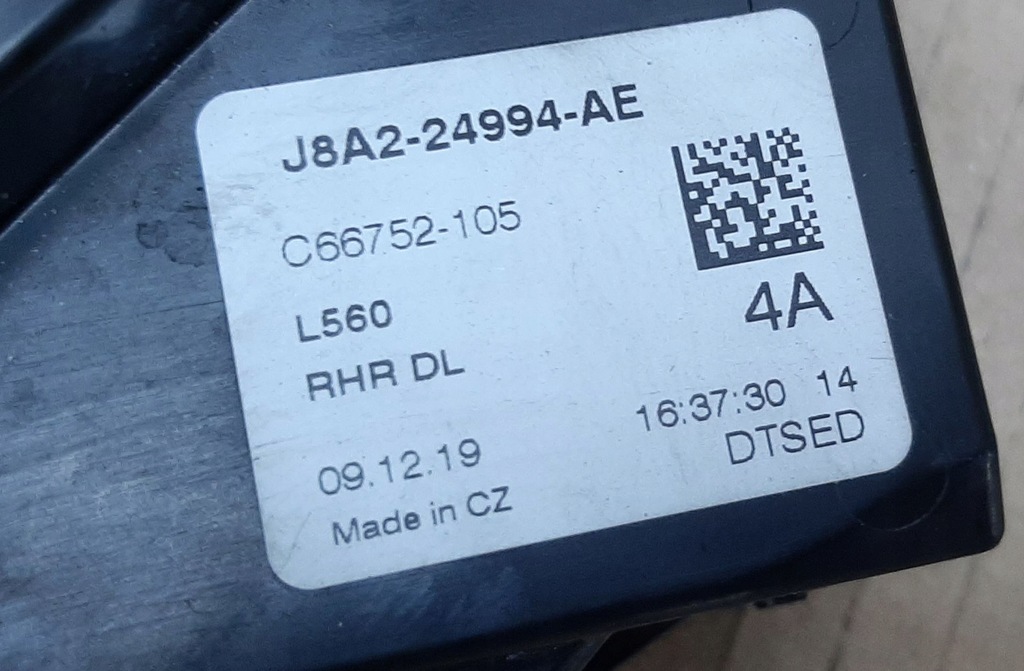 J8A2-24994-AE
C66752-105
L560
4A
RHR DL
16:37:30 14
DTSED
09.12.19
Made in CZ